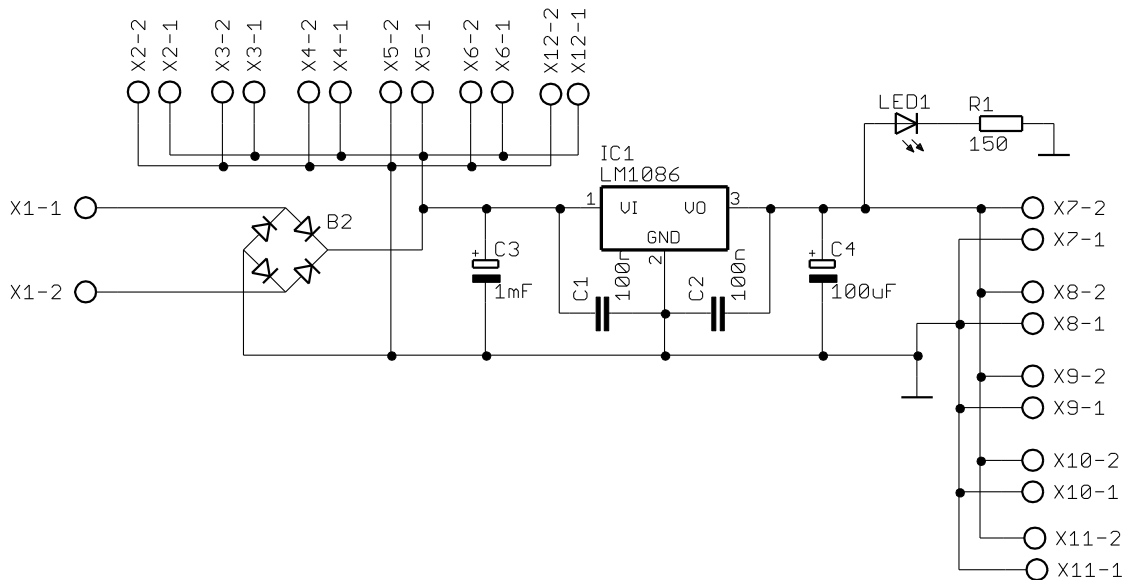 X2-2 X2-1 X3-2 X3-1 X4-2 X4-1 X5-2 X5-1 X6-2 X6-1 X12-2 X12-1
LED1 R1
150
IC1
LM1086
1 VI VO 3
GND
2
X1-1
B2
X1-2
+ C3
1mF
C1 100n
C2 100n
+ C4
100uF
X7-2
X7-1
X8-2
X8-1
X9-2
X9-1
X10-2
X10-1
X11-2
X11-1